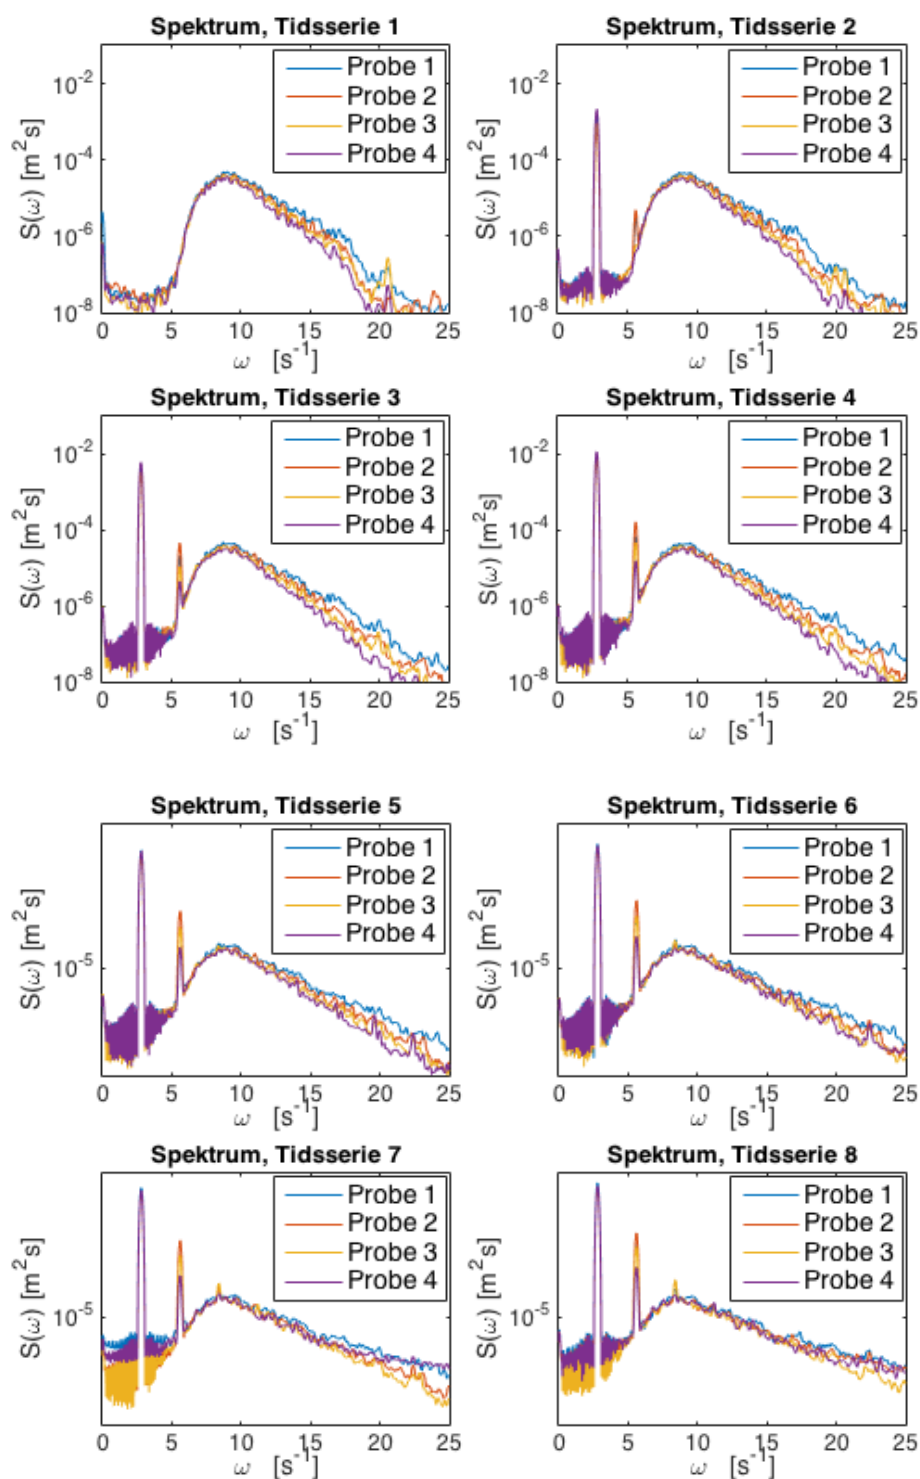 Spektrum, Tidsserie 1
S(ω) [m²s]
10⁻²
10⁻⁴
10⁻⁶
10⁻⁸
Probe 1
Probe 2
Probe 3
Probe 4
0 5 10 15 20 25
ω [s⁻¹]
Spektrum, Tidsserie 2
S(ω) [m²s]
10⁻²
10⁻⁴
10⁻⁶
10⁻⁸
Probe 1
Probe 2
Probe 3
Probe 4
0 5 10 15 20 25
ω [s⁻¹]
Spektrum, Tidsserie 3
S(ω) [m²s]
10⁻²
10⁻⁴
10⁻⁶
10⁻⁸
Probe 1
Probe 2
Probe 3
Probe 4
0 5 10 15 20 25
ω [s⁻¹]
Spektrum, Tidsserie 4
S(ω) [m²s]
10⁻²
10⁻⁴
10⁻⁶
10⁻⁸
Probe 1
Probe 2
Probe 3
Probe 4
0 5 10 15 20 25
ω [s⁻¹]
Spektrum, Tidsserie 5
S(ω) [m²s]
10⁻⁵
Probe 1
Probe 2
Probe 3
Probe 4
0 5 10 15 20 25
ω [s⁻¹]
Spektrum, Tidsserie 6
S(ω) [m²s]
10⁻⁵
Probe 1
Probe 2
Probe 3
Probe 4
0 5 10 15 20 25
ω [s⁻¹]
Spektrum, Tidsserie 7
S(ω) [m²s]
10⁻⁵
Probe 1
Probe 2
Probe 3
Probe 4
0 5 10 15 20 25
ω [s⁻¹]
Spektrum, Tidsserie 8
S(ω) [m²s]
10⁻⁵
Probe 1
Probe 2
Probe 3
Probe 4
0 5 10 15 20 25
ω [s⁻¹]